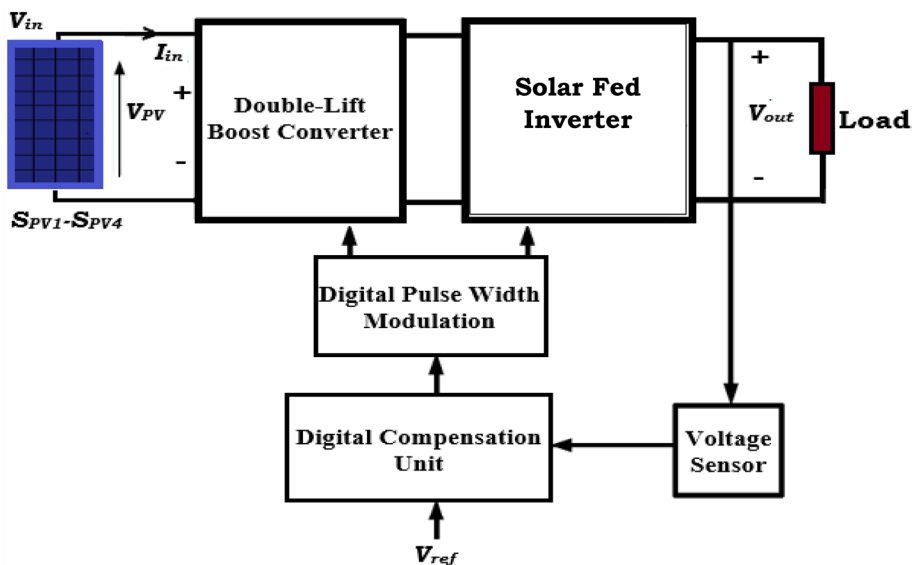 Vin
Iin
+
VPV
-
SPV1-SPV4
Double-Lift
Boost Converter
Solar Fed
Inverter
+
Vout
-
Load
Digital Pulse Width
Modulation
Digital Compensation
Unit
Voltage
Sensor
Vref